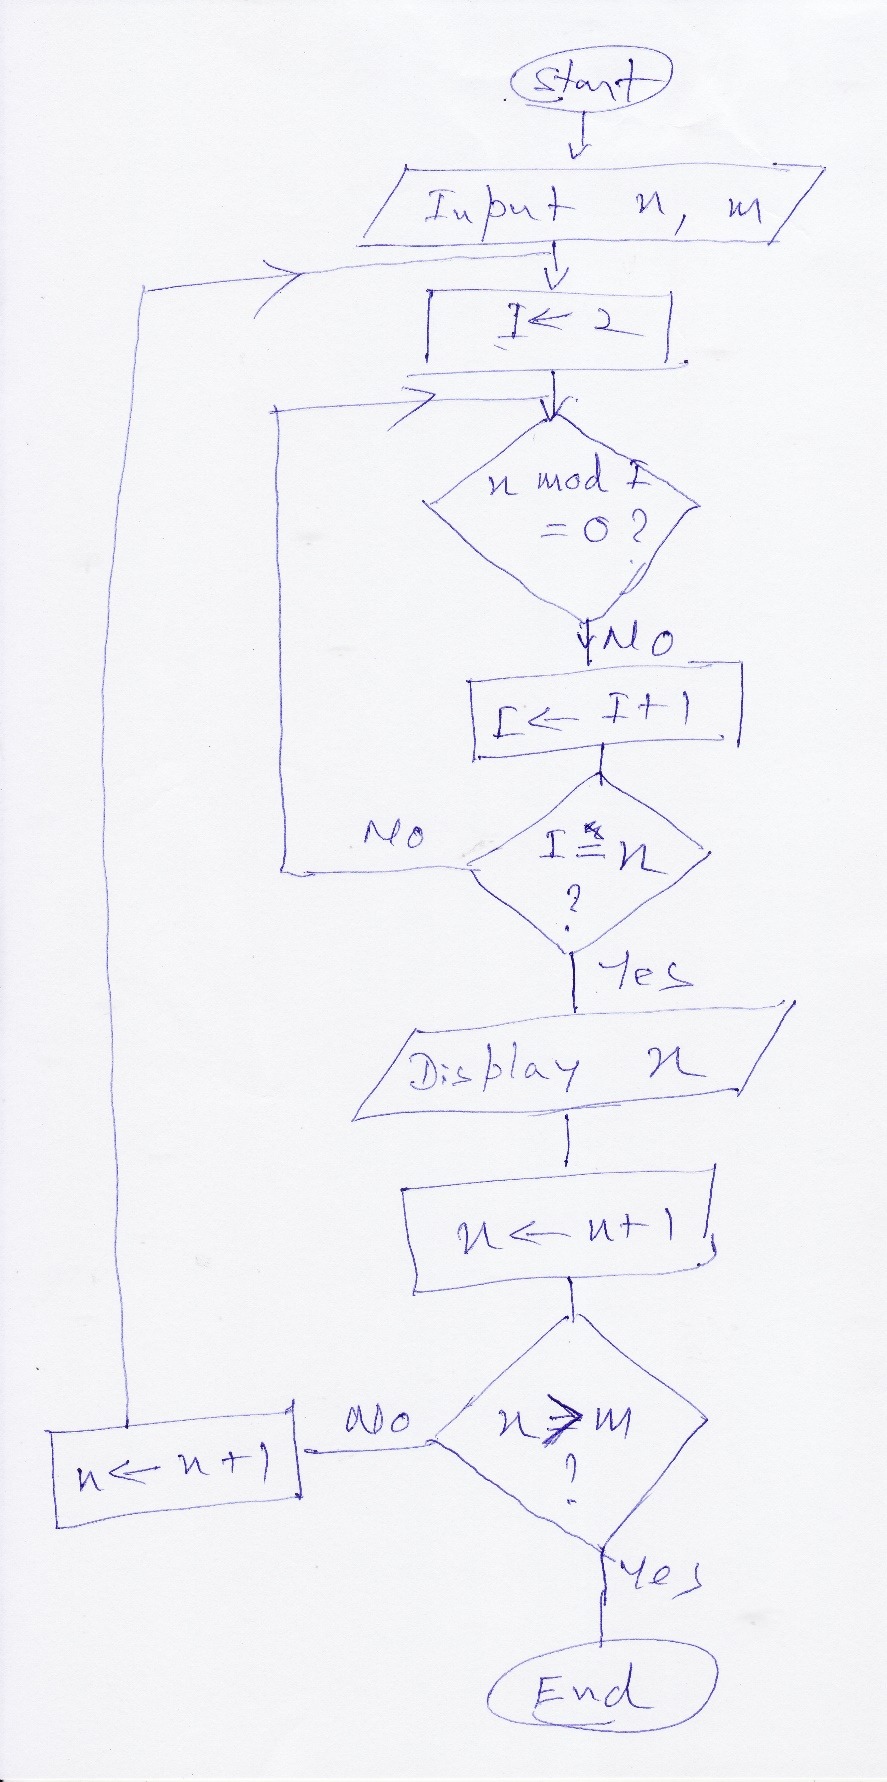 Start
Input n, m
I ← 2
n mod I
= 0 ?
No
I ← I + 1
No
I = n
?
Yes
Display n
n ← n + 1
n > m
?
No
n ← n + 1
Yes
End